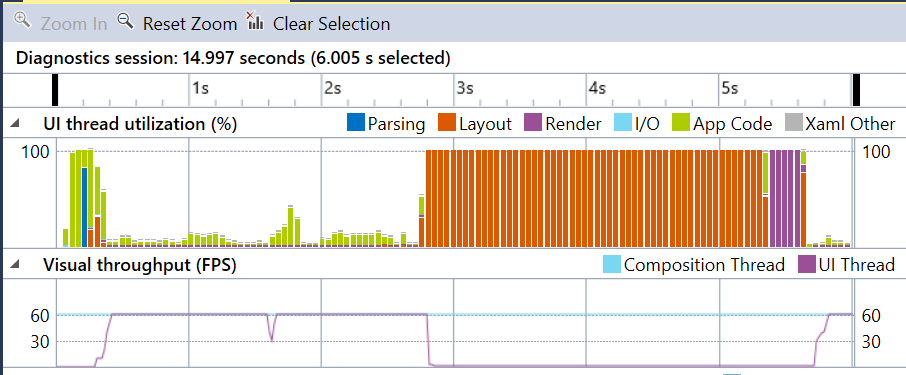 Zoom In Reset Zoom Clear Selection
Diagnostics session: 14.997 seconds (6.005 s selected)
1s 2s 3s 4s 5s
UI thread utilization (%) Parsing Layout Render I/O App Code Xaml Other
100 100
Visual throughput (FPS) Composition Thread UI Thread
60 60
30 30